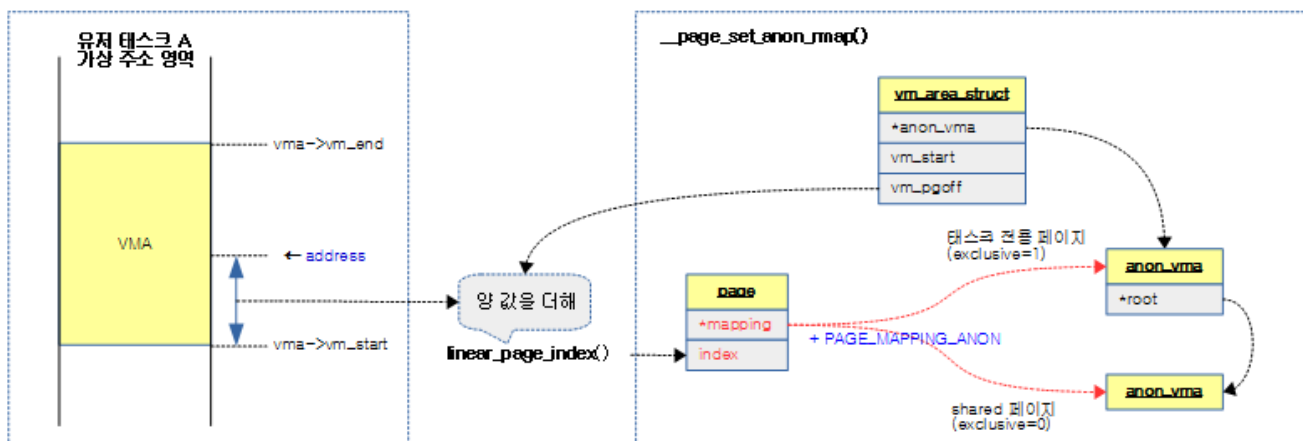 유저 태스크 A
가상 주소 영역
vma->vm_end
VMA
← address
vma->vm_start
양 값을 더해
linear_page_index()
__page_set_anon_rmap()
vm_area_struct
*anon_vma
vm_start
vm_pgoff
태스크 전용 페이지
(exclusive=1)
anon_vma
*root
page
*mapping
index
+ PAGE_MAPPING_ANON
anon_vma
shared 페이지
(exclusive=0)